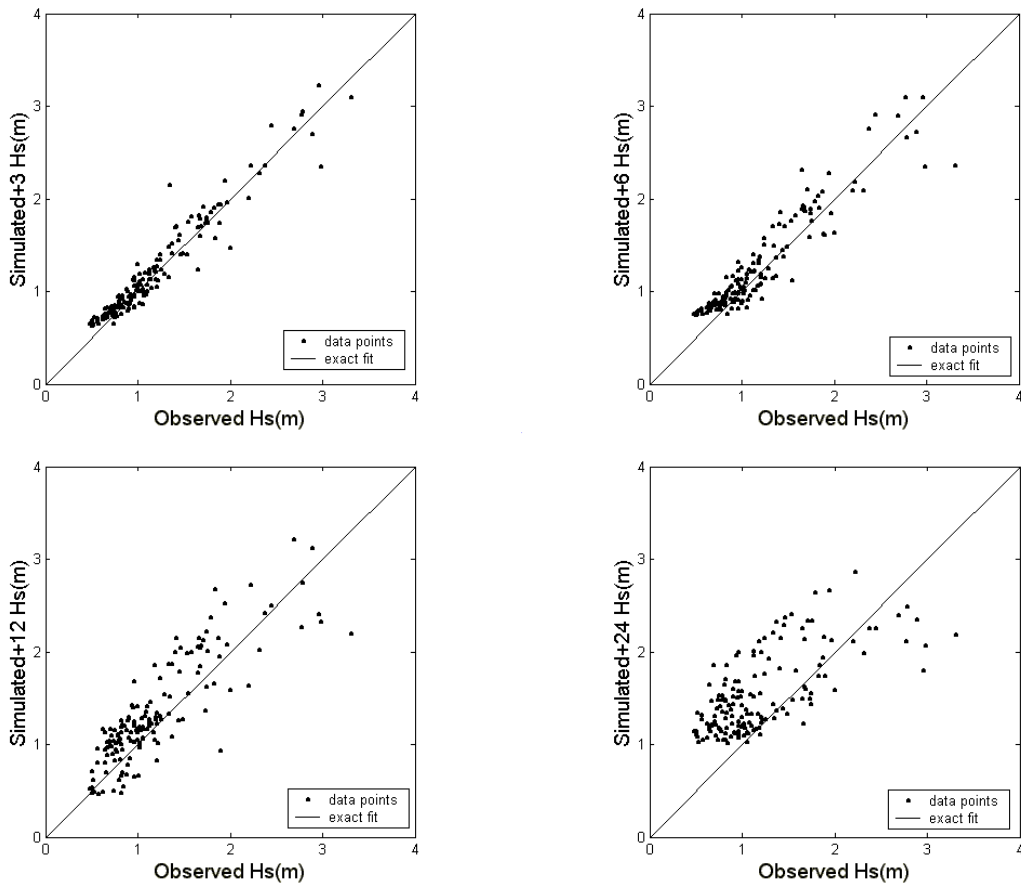 4
3
2
1
0
0
1
2
3
4
Simulated+3 Hs(m)
Observed Hs(m)
data points
exact fit
4
3
2
1
0
0
1
2
3
4
Simulated+6 Hs(m)
Observed Hs(m)
data points
exact fit
4
3
2
1
0
0
1
2
3
4
Simulated+12 Hs(m)
Observed Hs(m)
data points
exact fit
4
3
2
1
0
0
1
2
3
4
Simulated+24 Hs(m)
Observed Hs(m)
data points
exact fit